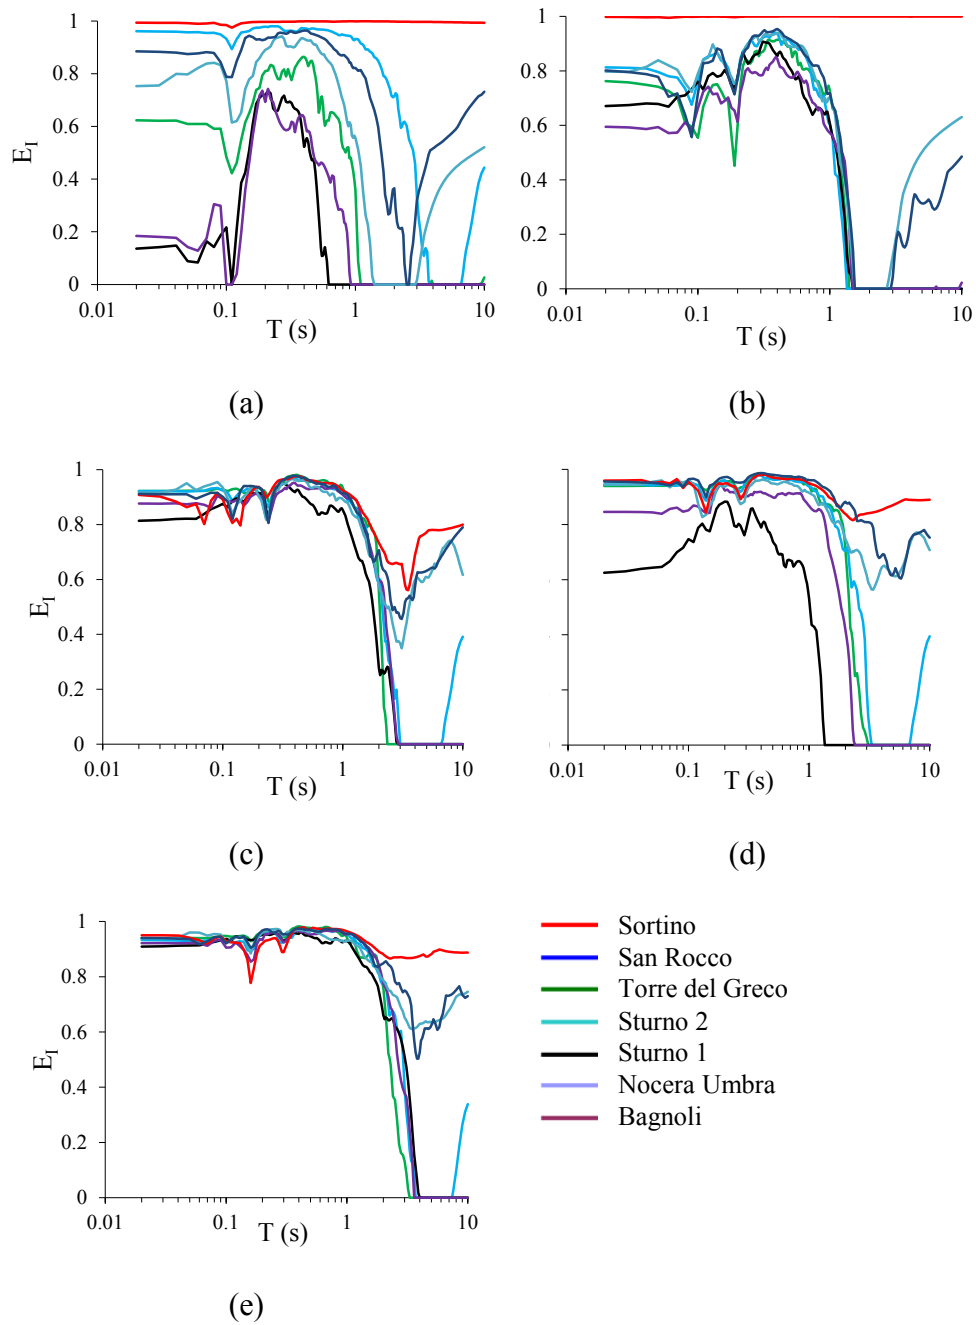 1
0.8
0.6
E_I
0.4
0.2
0
0.01
0.1
1
10
T (s)
(a)
1
0.8
0.6
0.4
0.2
0
0.01
0.1
1
10
T (s)
(b)
1
0.8
0.6
E_I
0.4
0.2
0
0.01
0.1
1
10
T (s)
(c)
0.01
0.1
1
10
T (s)
(d)
1
0.8
0.6
E_I
0.4
0.2
0
0.01
0.1
1
10
T (s)
(e)
Sortino
San Rocco
Torre del Greco
Sturno 2
Sturno 1
Nocera Umbra
Bagnoli